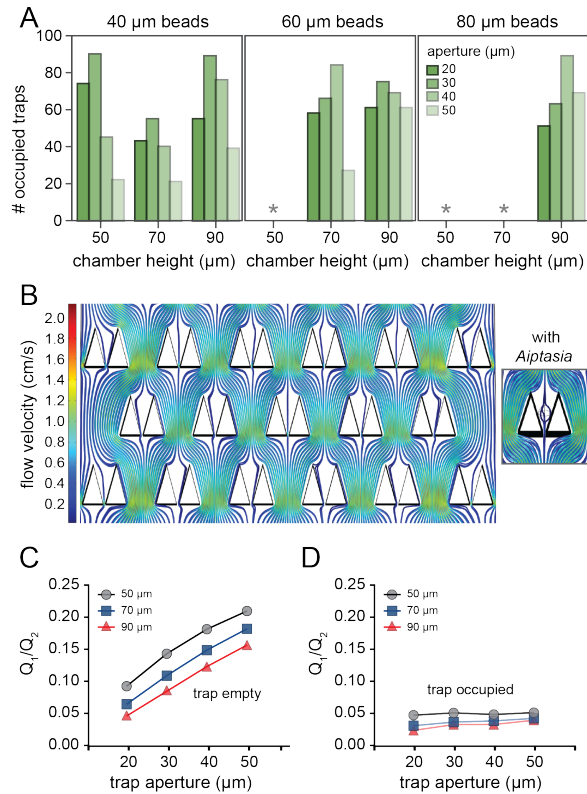 A
40 μm beads 60 μm beads 80 μm beads
100
80
60
40
20
0
# occupied traps
aperture (μm)
20
30
40
50
* * *
50 70 90 50 70 90 50 70 90
chamber height (μm) chamber height (μm) chamber height (μm)
B
2.0
1.8
1.6
1.4
1.2
1.0
0.8
0.6
0.4
0.2
flow velocity (cm/s)
with
Aiptasia
C
Q1/Q2
0.25
0.20
0.15
0.10
0.05
0.00
50 μm
70 μm
90 μm
trap empty
20 30 40 50
trap aperture (μm)
D
Q1/Q2
0.25
0.20
0.15
0.10
0.05
0.00
50 μm
70 μm
90 μm
trap occupied
20 30 40 50
trap aperture (μm)